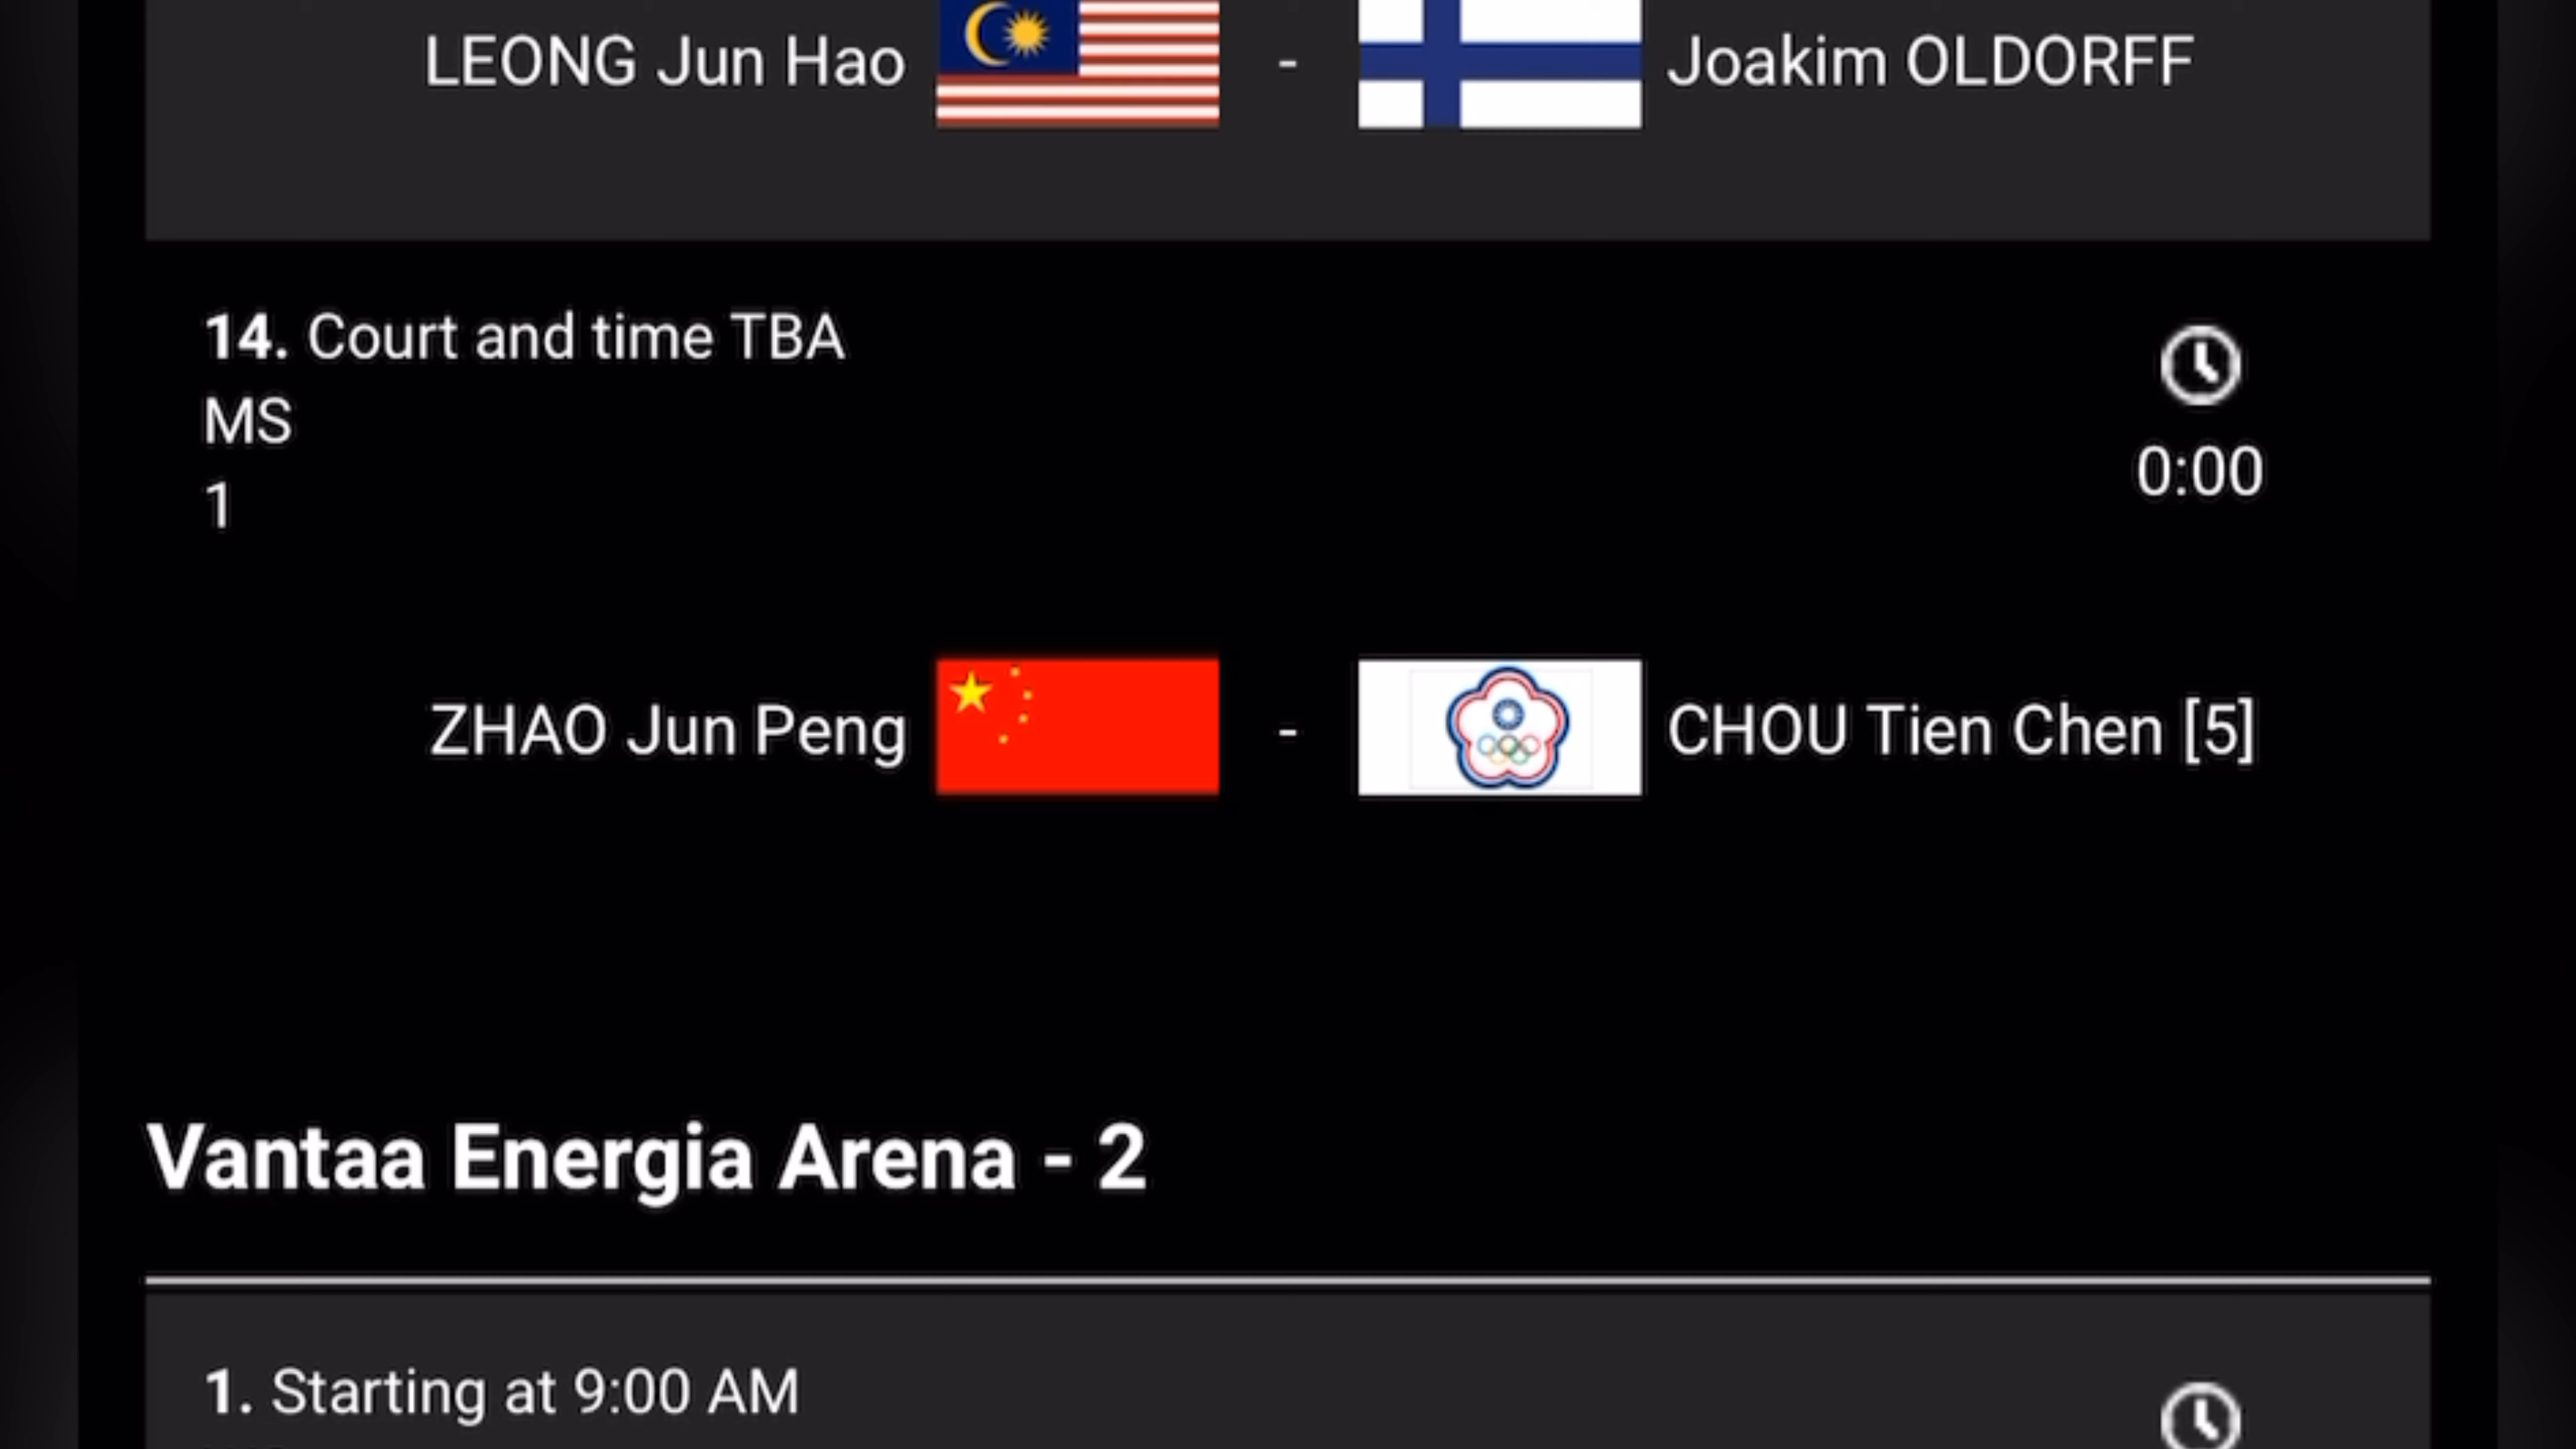 LEONG Jun Hao - Joakim OLDORFF
14. Court and time TBA
MS
1
0:00
ZHAO Jun Peng - CHOU Tien Chen [5]
Vantaa Energia Arena - 2
1. Starting at 9:00 AM